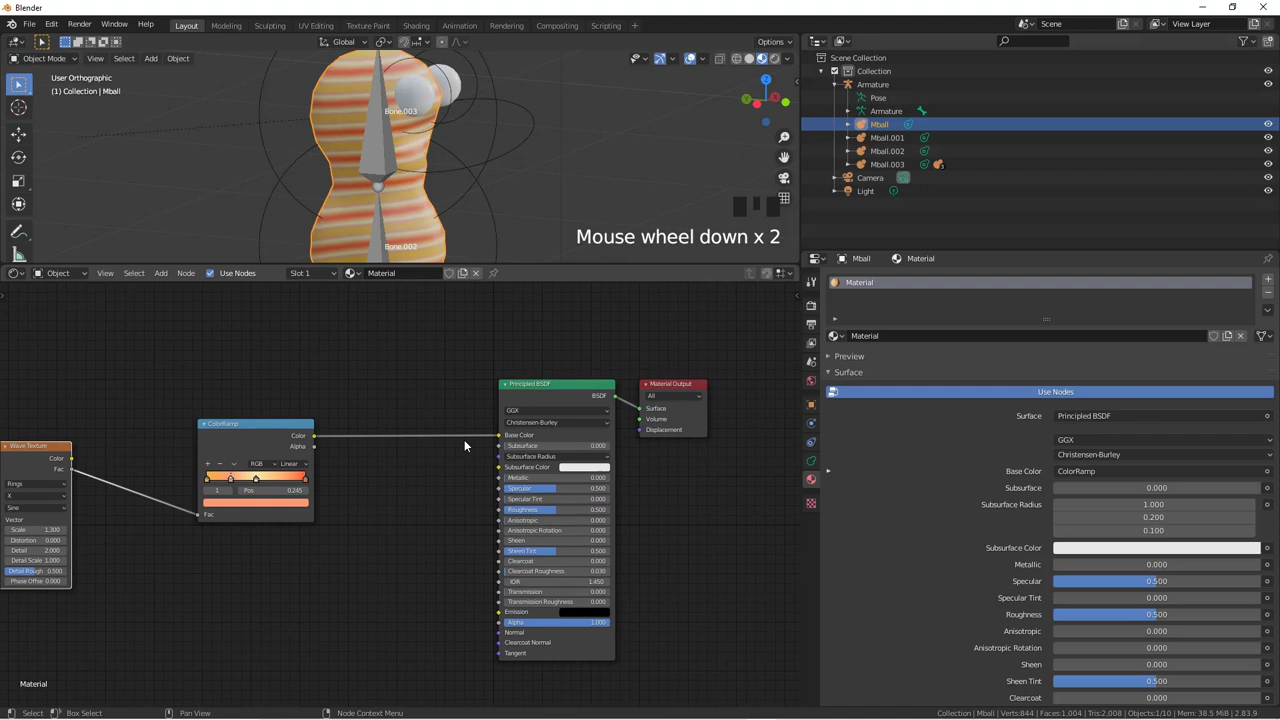 Blender
File Edit Render Window Help Layout Modeling Sculpting UV Editing Texture Paint Shading Animation Rendering Compositing Scripting Scene View Layer
Object Mode View Select Add Object Global Options
User Orthographic
(1) Collection | Mball
Bone.003
Bone.002
Mouse wheel down x 2
Scene Collection
Collection
Armature
Pose
Armature
Mball
Mball.001
Mball.002
Mball.003
Camera
Light
Object View Select Add Node Use Nodes Slot 1 Material
Wave Texture
Color
Fac
Rings
X
Sine
Vector
Scale 1.300
Distortion 0.000
Detail 2.000
Detail Scale 1.000
Detail Rough 0.500
Phase Offse 0.000
ColorRamp
Color
Alpha
RGB Linear
1 Pos 0.245
Fac
Principled BSDF
BSDF
GGX
Christensen-Burley
Base Color
Subsurface 0.000
Subsurface Radius
Subsurface Color
Metallic 0.000
Specular 0.500
Specular Tint 0.000
Roughness 0.500
Anisotropic 0.000
Anisotropic Rotation 0.000
Sheen 0.000
Sheen Tint 0.500
Clearcoat 0.000
Clearcoat Roughness 0.030
IOR 1.450
Transmission 0.000
Transmission Roughness 0.000
Emission
Alpha 1.000
Normal
Clearcoat Normal
Tangent
Material Output
All
Surface
Volume
Displacement
Material
Mball Material
Material
Material
Preview
Surface
Use Nodes
Surface Principled BSDF
GGX
Christensen-Burley
Base Color ColorRamp
Subsurface 0.000
Subsurface Radius 1.000
0.200
0.100
Subsurface Color
Metallic 0.000
Specular 0.500
Specular Tint 0.000
Roughness 0.500
Anisotropic 0.000
Anisotropic Rotation 0.000
Sheen 0.000
Sheen Tint 0.500
Clearcoat 0.000
Select Box Select Pan View Node Context Menu Collection | Mball | Verts:844 | Faces:1,004 | Tris:2,008 | Objects:1/10 | Mem: 38.5 MiB | 2.83.9